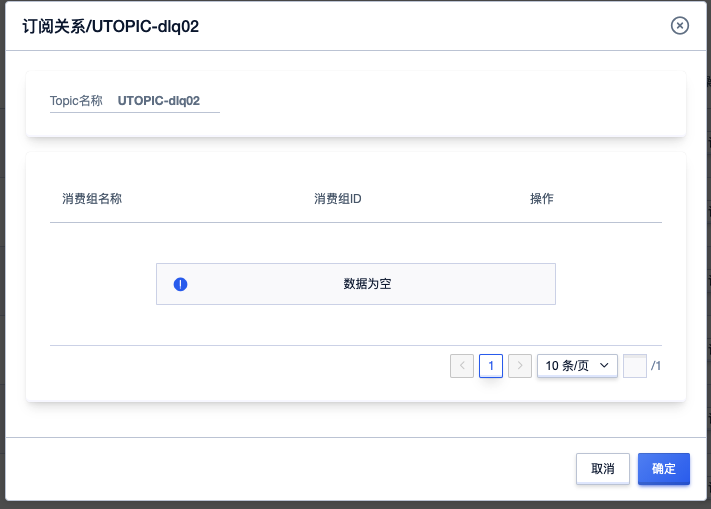 订阅关系/UTOPIC-dlq02
Topic名称 UTOPIC-dlq02
消费组名称 消费组ID 操作
数据为空
1 10 条/页 /1
取消 确定